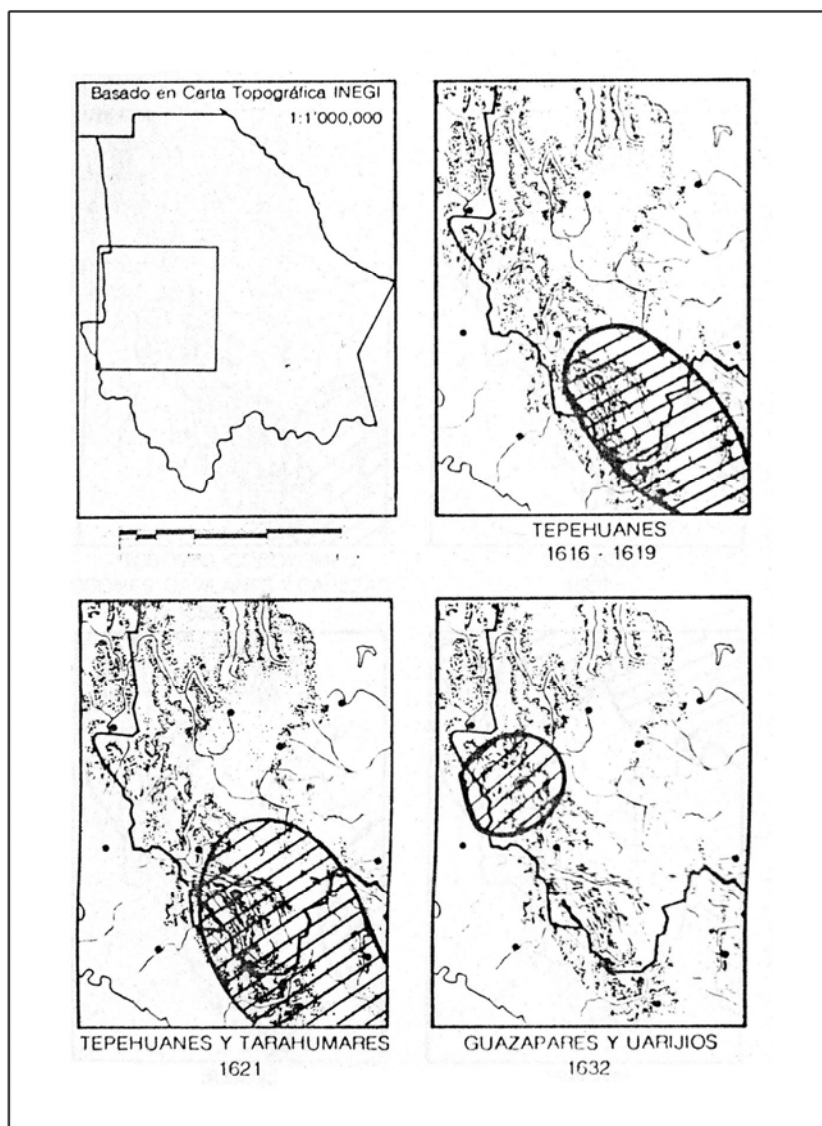 Basado en Carta Topográfica INEGI
1:1'000,000
TEPEHUANES
1616 - 1619
TEPEHUANES Y TARAHUMARES
1621
GUAZAPARES Y UARIJIOS
1632